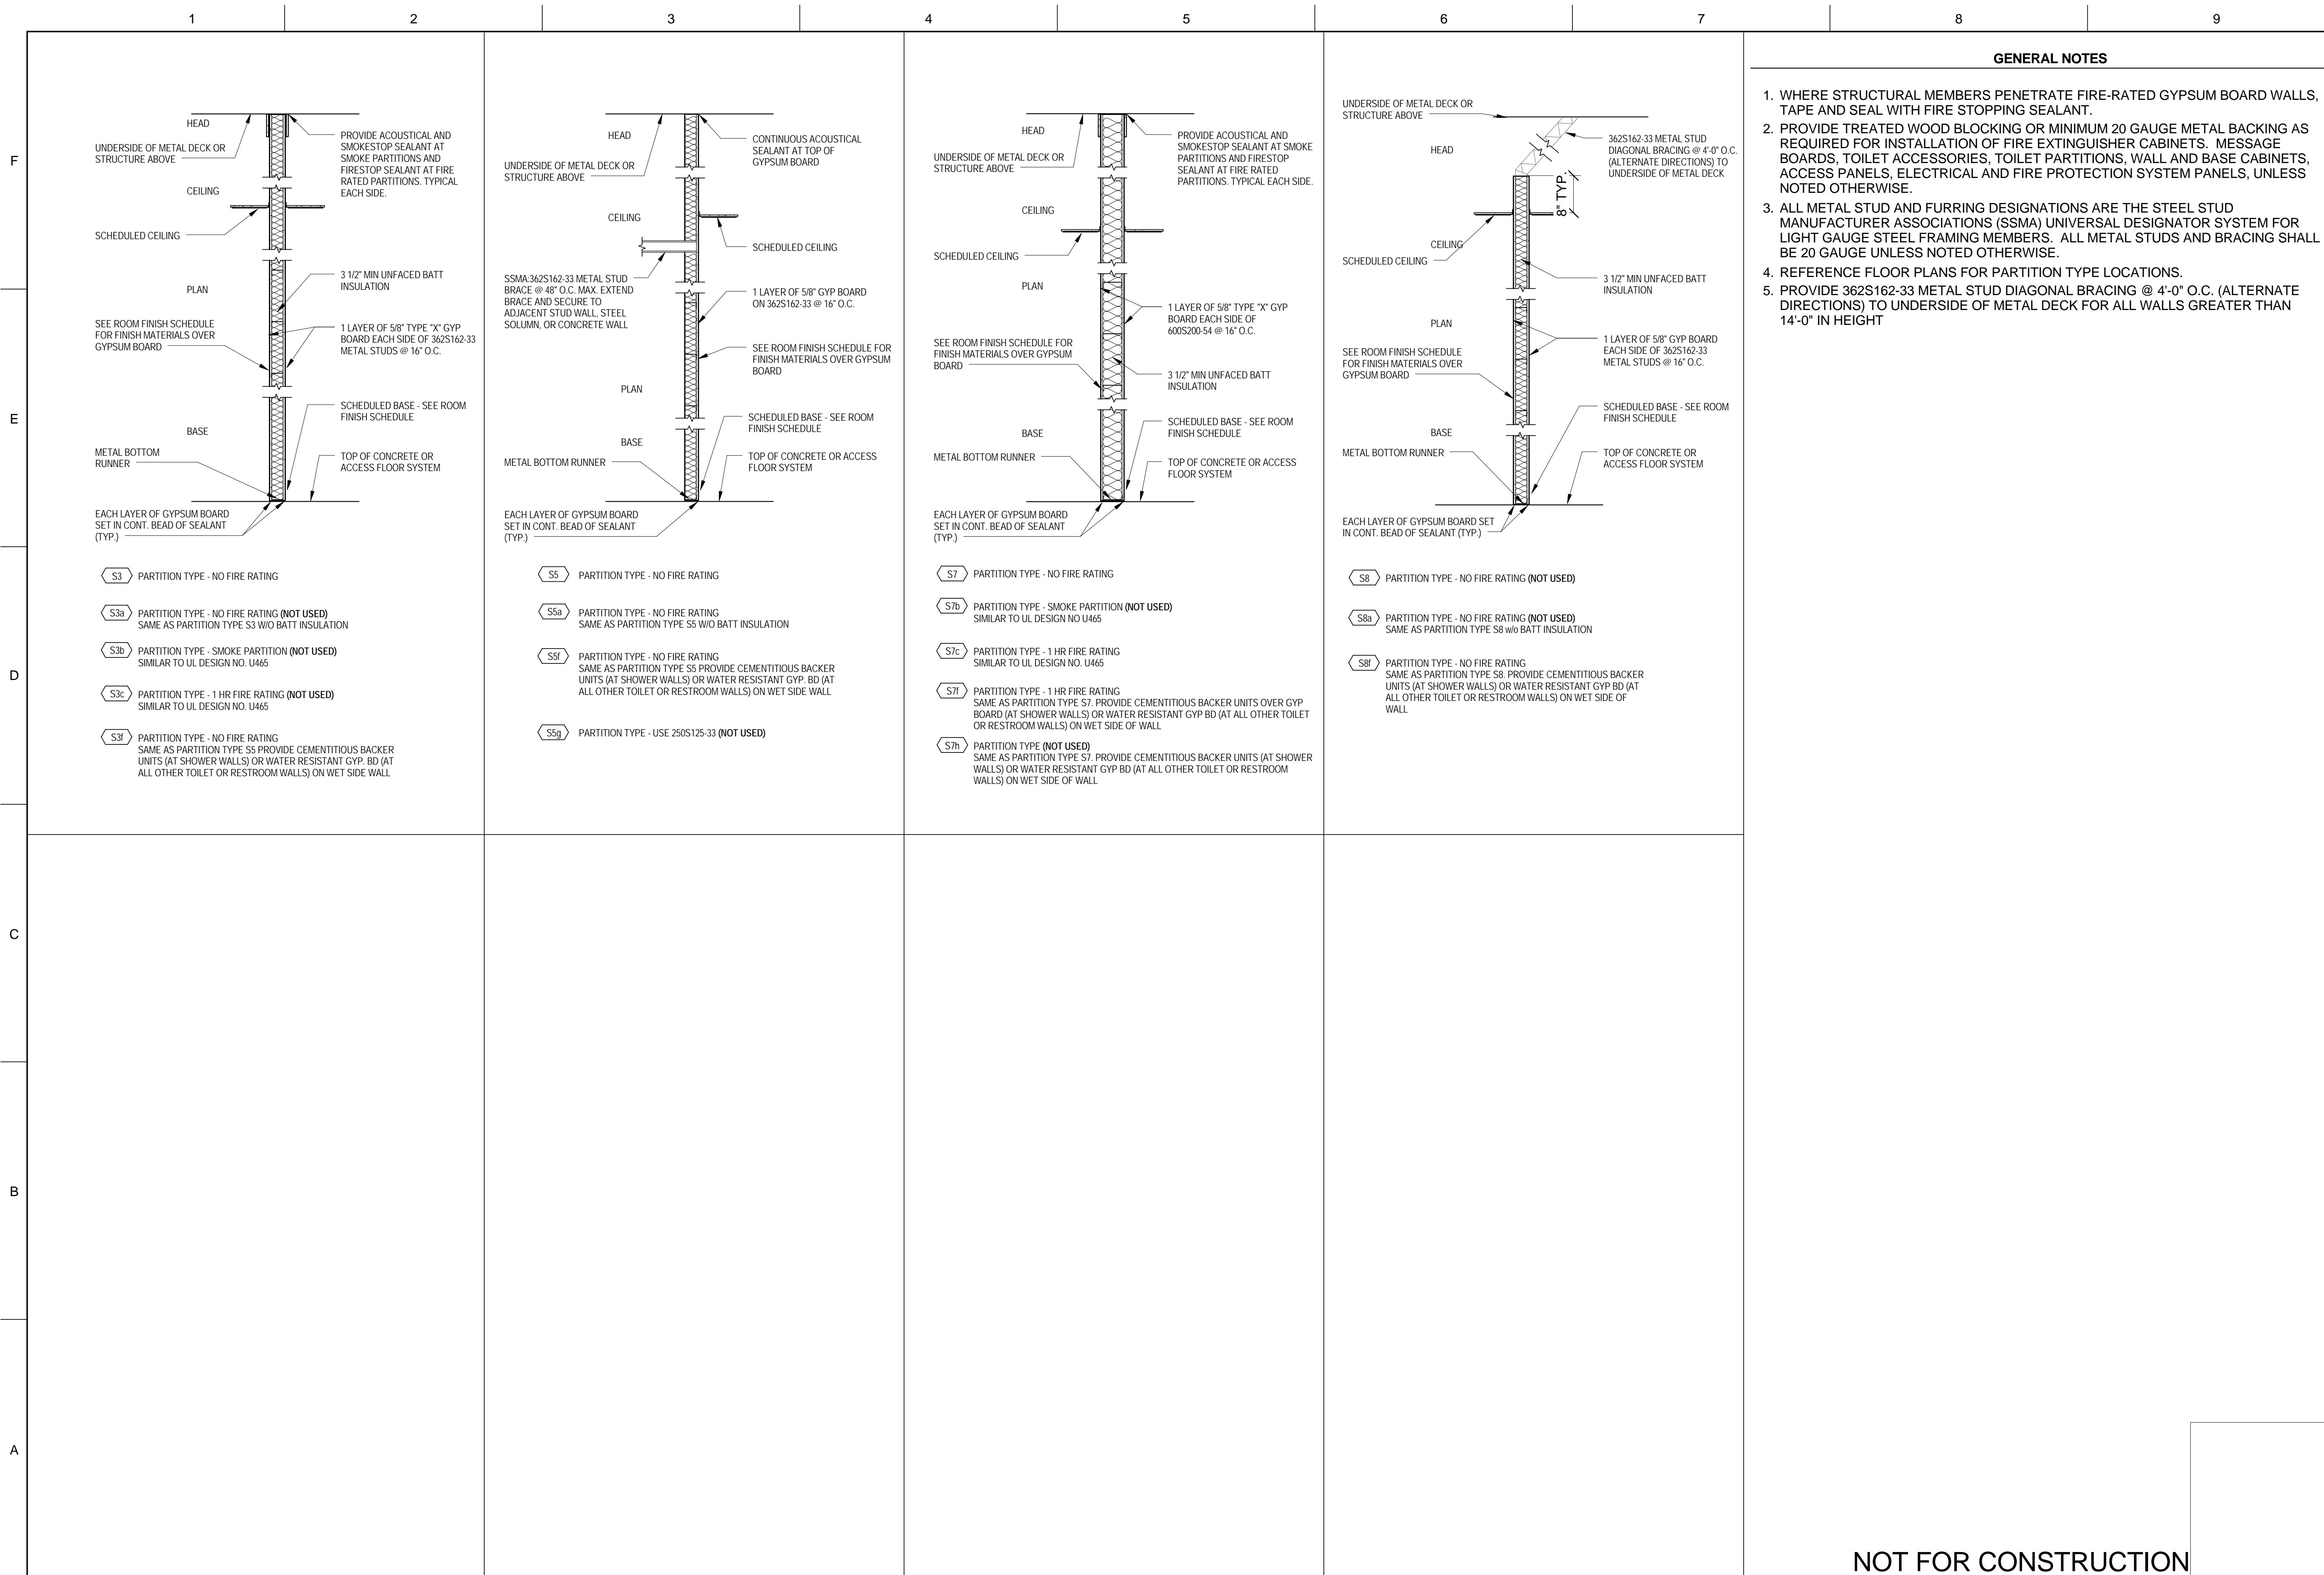 1 2 3 4 5 6 7 8 9
F
E
D
C
B
A
HEAD
UNDERSIDE OF METAL DECK OR
STRUCTURE ABOVE
CEILING
SCHEDULED CEILING
PLAN
SEE ROOM FINISH SCHEDULE
FOR FINISH MATERIALS OVER
GYPSUM BOARD
BASE
METAL BOTTOM
RUNNER
EACH LAYER OF GYPSUM BOARD
SET IN CONT. BEAD OF SEALANT
(TYP.)
PROVIDE ACOUSTICAL AND
SMOKESTOP SEALANT AT
SMOKE PARTITIONS AND
FIRESTOP SEALANT AT FIRE
RATED PARTITIONS. TYPICAL
EACH SIDE.
3 1/2" MIN UNFACED BATT
INSULATION
1 LAYER OF 5/8" TYPE "X" GYP
BOARD EACH SIDE OF 362S162-33
METAL STUDS @ 16" O.C.
SCHEDULED BASE - SEE ROOM
FINISH SCHEDULE
TOP OF CONCRETE OR
ACCESS FLOOR SYSTEM
S3 PARTITION TYPE - NO FIRE RATING
S3a PARTITION TYPE - NO FIRE RATING (NOT USED)
SAME AS PARTITION TYPE S3 W/O BATT INSULATION
S3b PARTITION TYPE - SMOKE PARTITION (NOT USED)
SIMILAR TO UL DESIGN NO. U465
S3c PARTITION TYPE - 1 HR FIRE RATING (NOT USED)
SIMILAR TO UL DESIGN NO. U465
S3f PARTITION TYPE - NO FIRE RATING
SAME AS PARTITION TYPE S5 PROVIDE CEMENTITIOUS BACKER
UNITS (AT SHOWER WALLS) OR WATER RESISTANT GYP. BD (AT
ALL OTHER TOILET OR RESTROOM WALLS) ON WET SIDE WALL
HEAD
UNDERSIDE OF METAL DECK OR
STRUCTURE ABOVE
CEILING
SSMA:362S162-33 METAL STUD
BRACE @ 48" O.C. MAX. EXTEND
BRACE AND SECURE TO
ADJACENT STUD WALL, STEEL
SOLUMN, OR CONCRETE WALL
PLAN
BASE
METAL BOTTOM RUNNER
EACH LAYER OF GYPSUM BOARD
SET IN CONT. BEAD OF SEALANT
(TYP.)
CONTINUOUS ACOUSTICAL
SEALANT AT TOP OF
GYPSUM BOARD
SCHEDULED CEILING
1 LAYER OF 5/8" GYP BOARD
ON 362S162-33 @ 16" O.C.
SEE ROOM FINISH SCHEDULE FOR
FINISH MATERIALS OVER GYPSUM
BOARD
SCHEDULED BASE - SEE ROOM
FINISH SCHEDULE
TOP OF CONCRETE OR ACCESS
FLOOR SYSTEM
S5 PARTITION TYPE - NO FIRE RATING
S5a PARTITION TYPE - NO FIRE RATING
SAME AS PARTITION TYPE S5 W/O BATT INSULATION
S5f PARTITION TYPE - NO FIRE RATING
SAME AS PARTITION TYPE S5 PROVIDE CEMENTITIOUS BACKER
UNITS (AT SHOWER WALLS) OR WATER RESISTANT GYP. BD (AT
ALL OTHER TOILET OR RESTROOM WALLS) ON WET SIDE WALL
S5g PARTITION TYPE - USE 250S125-33 (NOT USED)
HEAD
UNDERSIDE OF METAL DECK OR
STRUCTURE ABOVE
CEILING
SCHEDULED CEILING
PLAN
SEE ROOM FINISH SCHEDULE FOR
FINISH MATERIALS OVER GYPSUM
BOARD
BASE
METAL BOTTOM RUNNER
EACH LAYER OF GYPSUM BOARD
SET IN CONT. BEAD OF SEALANT
(TYP.)
PROVIDE ACOUSTICAL AND
SMOKESTOP SEALANT AT SMOKE
PARTITIONS AND FIRESTOP
SEALANT AT FIRE RATED
PARTITIONS. TYPICAL EACH SIDE.
1 LAYER OF 5/8" TYPE "X" GYP
BOARD EACH SIDE OF
600S200-54 @ 16" O.C.
3 1/2" MIN UNFACED BATT
INSULATION
SCHEDULED BASE - SEE ROOM
FINISH SCHEDULE
TOP OF CONCRETE OR ACCESS
FLOOR SYSTEM
S7 PARTITION TYPE - NO FIRE RATING
S7b PARTITION TYPE - SMOKE PARTITION (NOT USED)
SIMILAR TO UL DESIGN NO U465
S7c PARTITION TYPE - 1 HR FIRE RATING
SIMILAR TO UL DESIGN NO. U465
S7f PARTITION TYPE - 1 HR FIRE RATING
SAME AS PARTITION TYPE S7. PROVIDE CEMENTITIOUS BACKER UNITS OVER GYP
BOARD (AT SHOWER WALLS) OR WATER RESISTANT GYP BD (AT ALL OTHER TOILET
OR RESTROOM WALLS) ON WET SIDE OF WALL
S7h PARTITION TYPE (NOT USED)
SAME AS PARTITION TYPE S7. PROVIDE CEMENTITIOUS BACKER UNITS (AT SHOWER
WALLS) OR WATER RESISTANT GYP BD (AT ALL OTHER TOILET OR RESTROOM
WALLS) ON WET SIDE OF WALL
UNDERSIDE OF METAL DECK OR
STRUCTURE ABOVE
HEAD
CEILING
SCHEDULED CEILING
PLAN
SEE ROOM FINISH SCHEDULE
FOR FINISH MATERIALS OVER
GYPSUM BOARD
BASE
METAL BOTTOM RUNNER
EACH LAYER OF GYPSUM BOARD SET
IN CONT. BEAD OF SEALANT (TYP.)
8" TYP.
362S162-33 METAL STUD
DIAGONAL BRACING @ 4'-0" O.C.
(ALTERNATE DIRECTIONS) TO
UNDERSIDE OF METAL DECK
3 1/2" MIN UNFACED BATT
INSULATION
1 LAYER OF 5/8" GYP BOARD
EACH SIDE OF 362S162-33
METAL STUDS @ 16" O.C.
SCHEDULED BASE - SEE ROOM
FINISH SCHEDULE
TOP OF CONCRETE OR
ACCESS FLOOR SYSTEM
S8 PARTITION TYPE - NO FIRE RATING (NOT USED)
S8a PARTITION TYPE - NO FIRE RATING (NOT USED)
SAME AS PARTITION TYPE S8 w/o BATT INSULATION
S8f PARTITION TYPE - NO FIRE RATING
SAME AS PARTITION TYPE S8. PROVIDE CEMENTITIOUS BACKER
UNITS (AT SHOWER WALLS) OR WATER RESISTANT GYP BD (AT
ALL OTHER TOILET OR RESTROOM WALLS) ON WET SIDE OF
WALL
GENERAL NOTES
1. WHERE STRUCTURAL MEMBERS PENETRATE FIRE-RATED GYPSUM BOARD WALLS,
TAPE AND SEAL WITH FIRE STOPPING SEALANT.
2. PROVIDE TREATED WOOD BLOCKING OR MINIMUM 20 GAUGE METAL BACKING AS
REQUIRED FOR INSTALLATION OF FIRE EXTINGUISHER CABINETS. MESSAGE
BOARDS, TOILET ACCESSORIES, TOILET PARTITIONS, WALL AND BASE CABINETS,
ACCESS PANELS, ELECTRICAL AND FIRE PROTECTION SYSTEM PANELS, UNLESS
NOTED OTHERWISE.
3. ALL METAL STUD AND FURRING DESIGNATIONS ARE THE STEEL STUD
MANUFACTURER ASSOCIATIONS (SSMA) UNIVERSAL DESIGNATOR SYSTEM FOR
LIGHT GAUGE STEEL FRAMING MEMBERS. ALL METAL STUDS AND BRACING SHALL
BE 20 GAUGE UNLESS NOTED OTHERWISE.
4. REFERENCE FLOOR PLANS FOR PARTITION TYPE LOCATIONS.
5. PROVIDE 362S162-33 METAL STUD DIAGONAL BRACING @ 4'-0" O.C. (ALTERNATE
DIRECTIONS) TO UNDERSIDE OF METAL DECK FOR ALL WALLS GREATER THAN
14'-0" IN HEIGHT
NOT FOR CONSTRUCTION